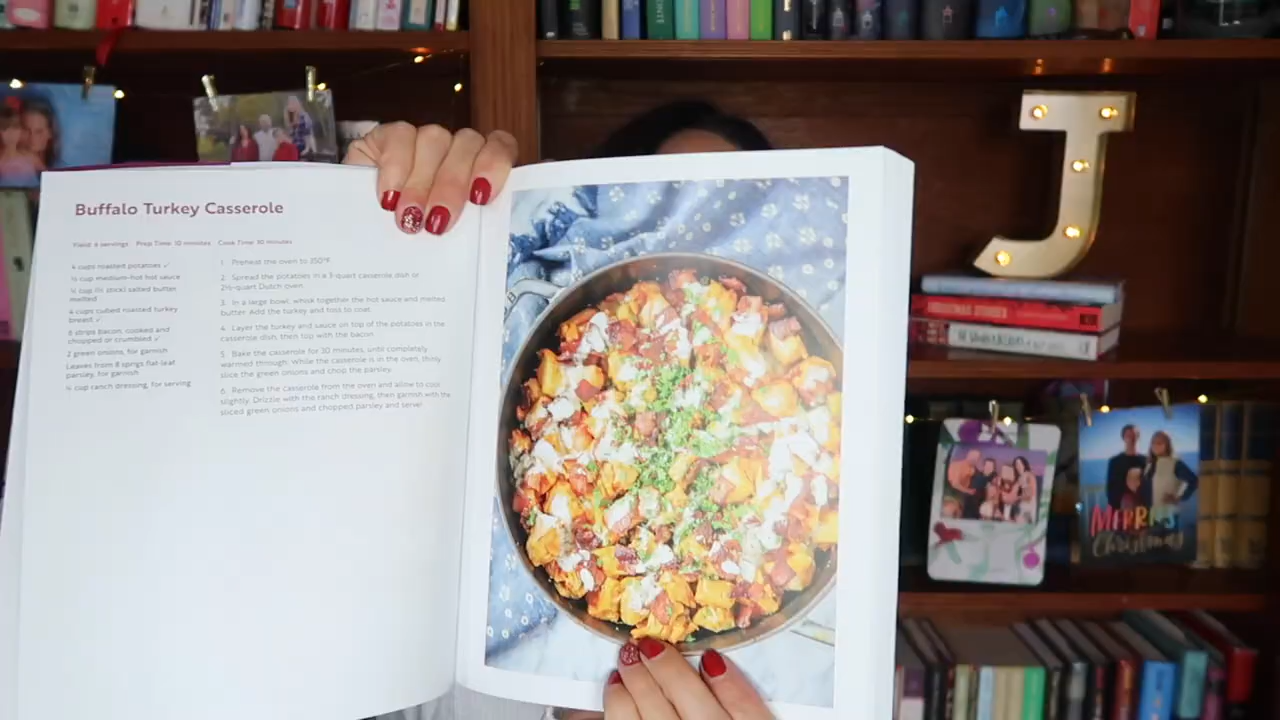 Buffalo Turkey Casserole
Yield: 6 servings Prep Time: 10 minutes Cook Time: 30 minutes
4 cups roasted potatoes ✓
½ cup medium-hot hot sauce
stick) salted butter
melted
4 cups cubed roasted turkey
breast ✓
6 strips bacon, cooked and
chopped or crumbled ✓
2 green onions, for garnish
Leaves from 8 sprigs flat-leaf
parsley, for garnish
cup ranch dressing, for serving
1. Preheat the oven to 350°F.
2. Spread the potatoes in a 3-quart casserole dish or
2½-quart Dutch oven.
3. In a large bowl, whisk together the hot sauce and melted
butter. Add the turkey and toss to coat.
4. Layer the turkey and sauce on top of the potatoes in the
casserole dish, then top with the bacon.
5. Bake the casserole for 30 minutes, until completely
warmed through. While the casserole is in the oven, thinly
slice the green onions and chop the parsley.
6. Remove the casserole from the oven and allow to cool
slightly. Drizzle with the ranch dressing, then garnish with the
sliced green onions and chopped parsley and serve!
J
MERRY
Christmas